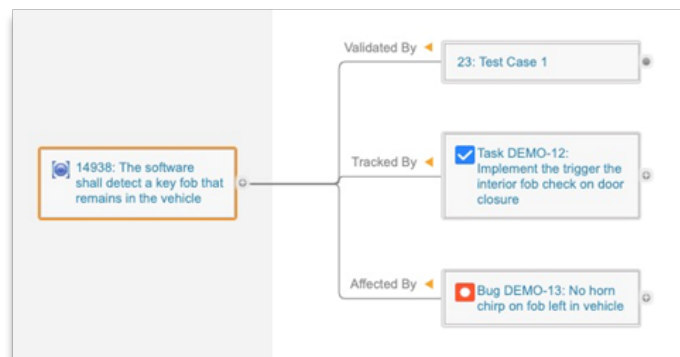 Validated By
23: Test Case 1
14938: The software
shall detect a key fob that
remains in the vehicle
Tracked By
Task DEMO-12:
Implement the trigger the
interior fob check on door
closure
Affected By
Bug DEMO-13: No horn
chirp on fob left in vehicle